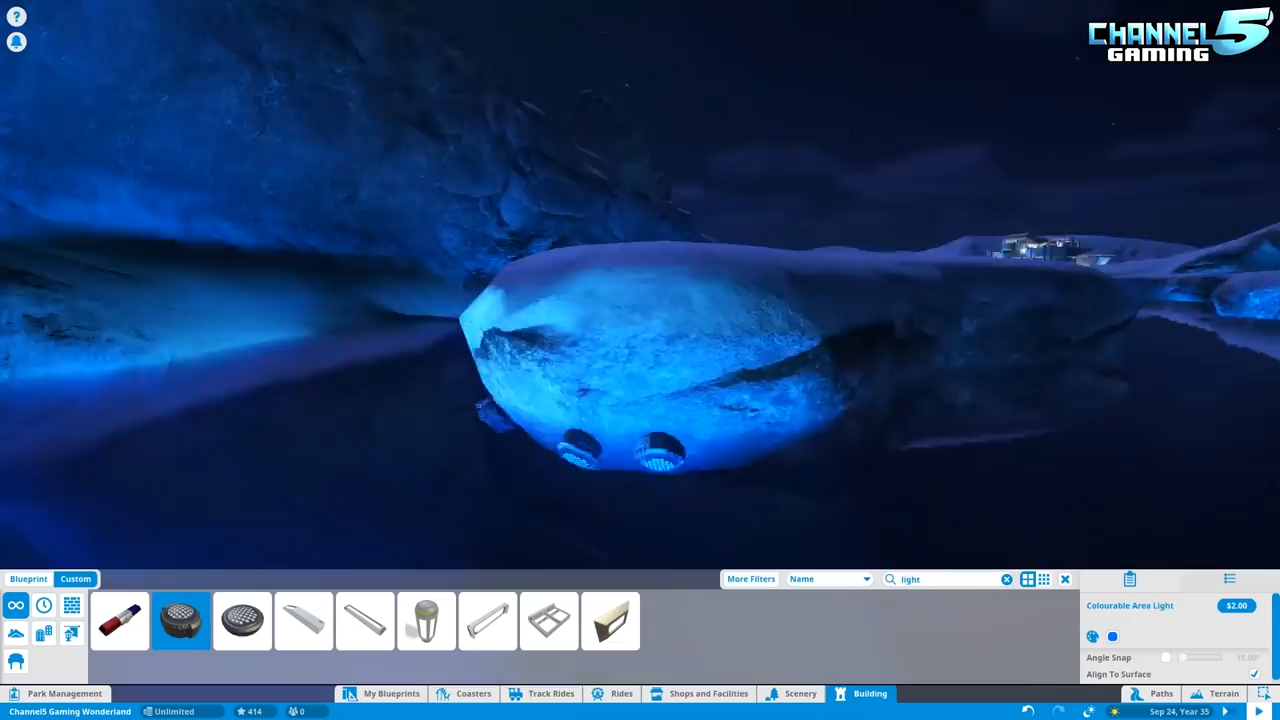 ?
CHANNEL 5
GAMING
Blueprint
Custom
More Filters
Name
light
Colourable Area Light
$2.00
Angle Snap
15.00°
Align To Surface
Park Management
My Blueprints
Coasters
Track Rides
Rides
Shops and Facilities
Scenery
Building
Paths
Terrain
Channel5 Gaming Wonderland
Unlimited
414
0
Sep 24, Year 35